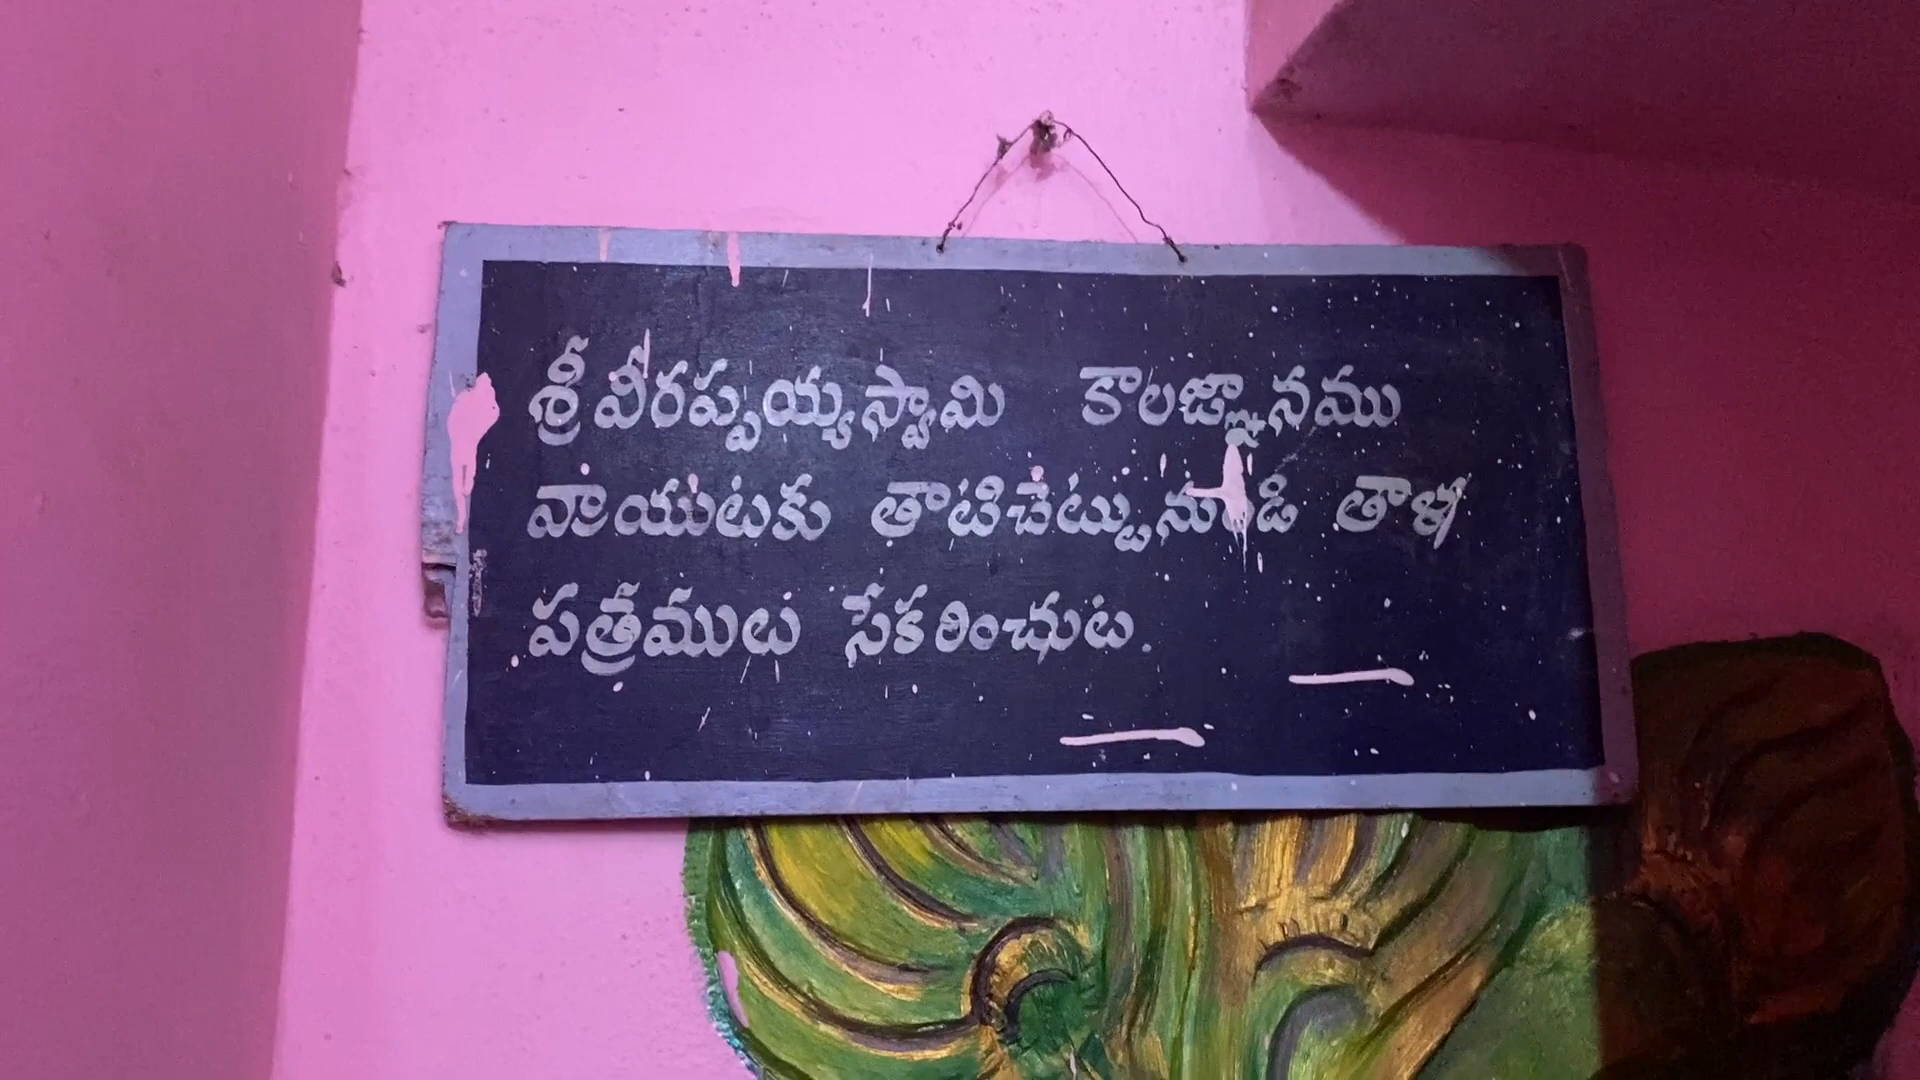 శ్రీ వీరప్పయ్యస్వామి కాలజ్ఞానము
వ్రాయుటకు తాటిచెట్టునుండి తాళ
పత్రములు సేకరించుట.